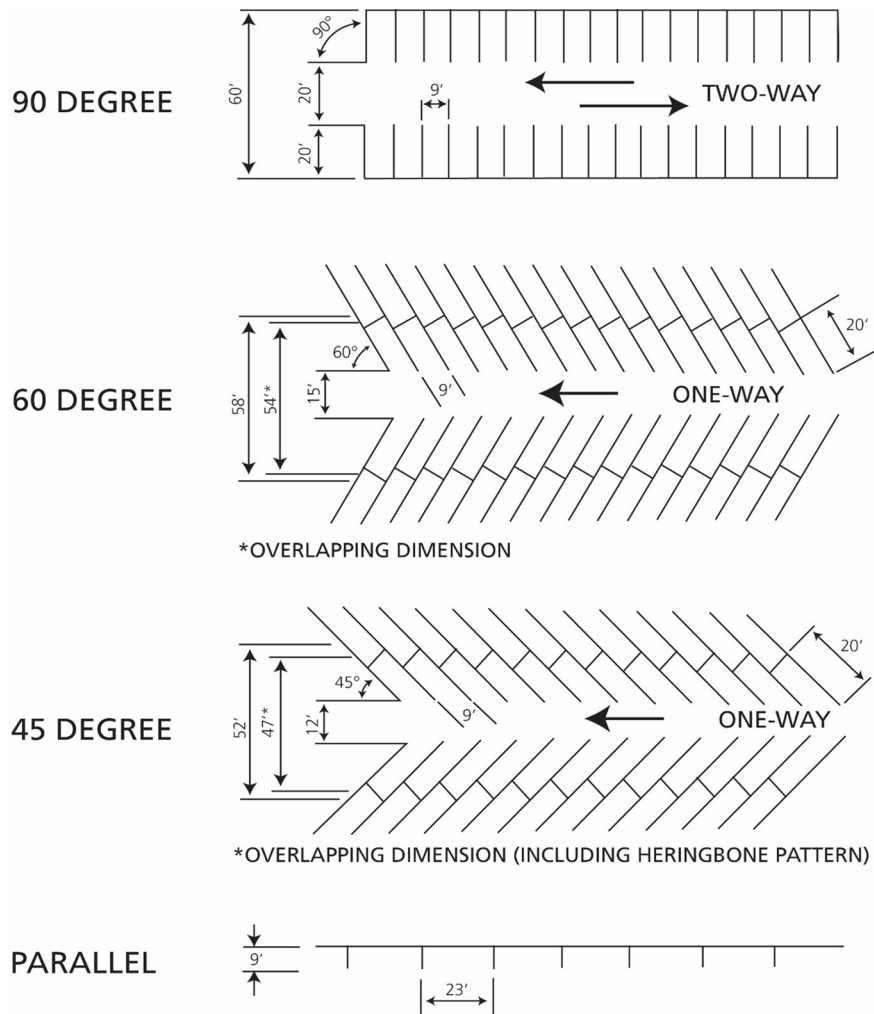 90°
90 DEGREE
60'
20'
9'
TWO-WAY
20'
60 DEGREE
58'
54'*
60°
15'
9'
ONE-WAY
20'
*OVERLAPPING DIMENSION
45 DEGREE
52'
47'*
45°
12'
9'
ONE-WAY
20'
*OVERLAPPING DIMENSION (INCLUDING HERINGBONE PATTERN)
PARALLEL
9'
23'